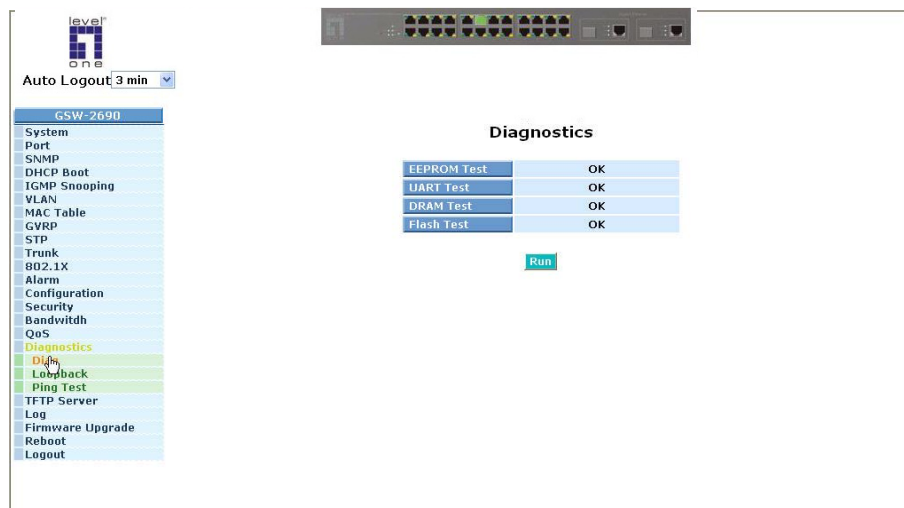 level
one
Auto Logout 3 min
GSW-2690
System
Port
SNMP
DHCP Boot
IGMP Snooping
VLAN
MAC Table
GVRP
STP
Trunk
802.1X
Alarm
Configuration
Security
Bandwitdh
QoS
Diagnostics
Loopback
Ping Test
TFTP Server
Log
Firmware Upgrade
Reboot
Logout
Diagnostics
EEPROM Test OK
UART Test OK
DRAM Test OK
Flash Test OK
Run